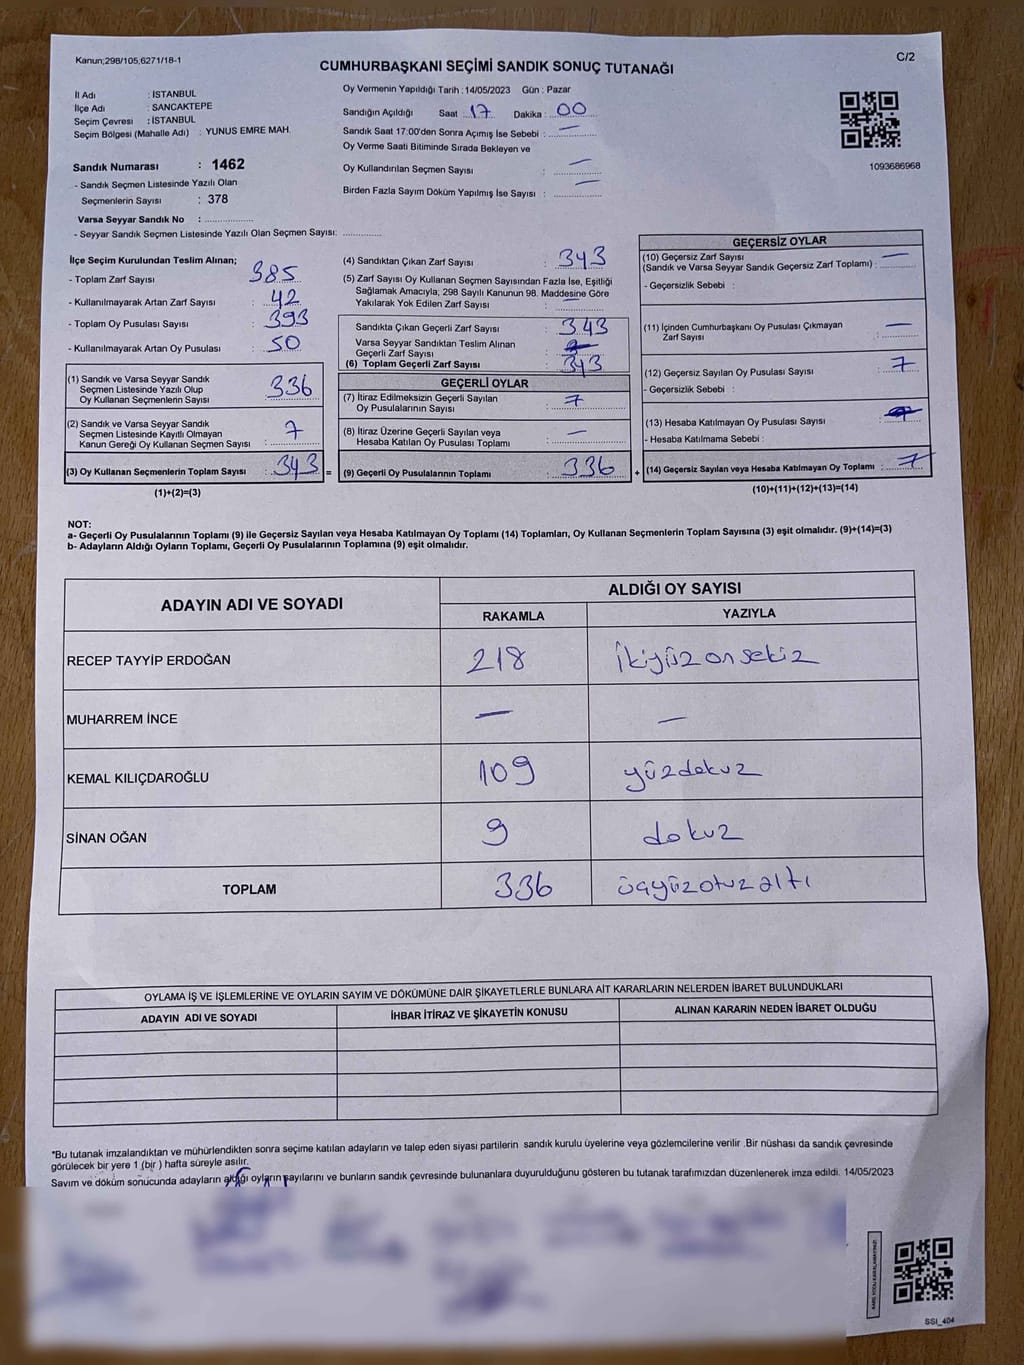 Kanun;298/105,6271/18-1
C/2
CUMHURBAŞKANI SEÇİMİ SANDIK SONUÇ TUTANAĞI
İl Adı : İSTANBUL
İlçe Adı : SANCAKTEPE
Seçim Çevresi : İSTANBUL
Seçim Bölgesi (Mahalle Adı) : YUNUS EMRE MAH.
Sandık Numarası : 1462
- Sandık Seçmen Listesinde Yazılı Olan
Seçmenlerin Sayısı : 378
Varsa Seyyar Sandık No : ..................
- Seyyar Sandık Seçmen Listesinde Yazılı Olan Seçmen Sayısı: .............
Oy Vermenin Yapıldığı Tarih :14/05/2023 Gün : Pazar
Sandığın Açıldığı Saat 17 Dakika : 00
Sandık Saat 17:00'den Sonra Açımış İse Sebebi : —
Oy Verme Saati Bitiminde Sırada Bekleyen ve
Oy Kullandırılan Seçmen Sayısı : —
Birden Fazla Sayım Döküm Yapılmış İse Sayısı : —
1093686968
İlçe Seçim Kurulundan Teslim Alınan;
- Toplam Zarf Sayısı : 385
- Kullanılmayarak Artan Zarf Sayısı : 42
- Toplam Oy Pusulası Sayısı : 393
- Kullanılmayarak Artan Oy Pusulası : 50
(1) Sandık ve Varsa Seyyar Sandık
Seçmen Listesinde Yazılı Olup
Oy Kullanan Seçmenlerin Sayısı : 336
(2) Sandık ve Varsa Seyyar Sandık
Seçmen Listesinde Kayıtlı Olmayan
Kanun Gereği Oy Kullanan Seçmen Sayısı : 7
(3) Oy Kullanan Seçmenlerin Toplam Sayısı : 343 =
(1)+(2)=(3)
(4) Sandıktan Çıkan Zarf Sayısı : 343
(5) Zarf Sayısı Oy Kullanan Seçmen Sayısından Fazla İse, Eşitliği
Sağlamak Amacıyla; 298 Sayılı Kanunun 98. Maddesine Göre
Yakılarak Yok Edilen Zarf Sayısı : —
Sandıkta Çıkan Geçerli Zarf Sayısı : 343
Varsa Seyyar Sandıktan Teslim Alınan
Geçerli Zarf Sayısı :
(6) Toplam Geçerli Zarf Sayısı : 343
GEÇERLİ OYLAR
(7) İtiraz Edilmeksizin Geçerli Sayılan
Oy Pusulalarının Sayısı : 7
(8) İtiraz Üzerine Geçerli Sayılan veya
Hesaba Katılan Oy Pusulası Toplamı : —
(9) Geçerli Oy Pusulalarının Toplamı : 336 +
GEÇERSİZ OYLAR
(10) Geçersiz Zarf Sayısı
(Sandık ve Varsa Seyyar Sandık Geçersiz Zarf Toplamı) : —
- Geçersizlik Sebebi :
(11) İçinden Cumhurbaşkanı Oy Pusulası Çıkmayan
Zarf Sayısı : —
(12) Geçersiz Sayılan Oy Pusulası Sayısı : 7
- Geçersizlik Sebebi :
(13) Hesaba Katılmayan Oy Pusulası Sayısı :
- Hesaba Katılmama Sebebi :
(14) Geçersiz Sayılan veya Hesaba Katılmayan Oy Toplamı : 7
(10)+(11)+(12)+(13)=(14)
NOT:
a- Geçerli Oy Pusulalarının Toplamı (9) ile Geçersiz Sayılan veya Hesaba Katılmayan Oy Toplamı (14) Toplamları, Oy Kullanan Seçmenlerin Toplam Sayısına (3) eşit olmalıdır. (9)+(14)=(3)
b- Adayların Aldığı Oyların Toplamı, Geçerli Oy Pusulalarının Toplamına (9) eşit olmalıdır.
ADAYIN ADI VE SOYADI
ALDIĞI OY SAYISI
RAKAMLA YAZIYLA
RECEP TAYYİP ERDOĞAN 218 ikiyüz on sekiz
MUHARREM İNCE — —
KEMAL KILIÇDAROĞLU 109 yüzdokuz
SİNAN OĞAN 9 dokuz
TOPLAM 336 üçyüzotuzaltı
OYLAMA İŞ VE İŞLEMLERİNE VE OYLARIN SAYIM VE DÖKÜMÜNE DAİR ŞİKAYETLERLE BUNLARA AİT KARARLARIN NELERDEN İBARET BULUNDUKLARI
ADAYIN ADI VE SOYADI İHBAR İTİRAZ VE ŞİKAYETİN KONUSU ALINAN KARARIN NEDEN İBARET OLDUĞU
*Bu tutanak imzalandıktan ve mühürlendikten sonra seçime katılan adayların ve talep eden siyasi partilerin sandık kurulu üyelerine veya gözlemcilerine verilir .Bir nüshası da sandık çevresinde
görülecek bir yere 1 (bir ) hafta süreyle asılır.
Sayım ve döküm sonucunda adayların aldığı oyların sayılarını ve bunların sandık çevresinde bulunanlara duyurulduğunu gösteren bu tutanak tarafımızdan düzenlenerek imza edildi. 14/05/2023
SSI_404